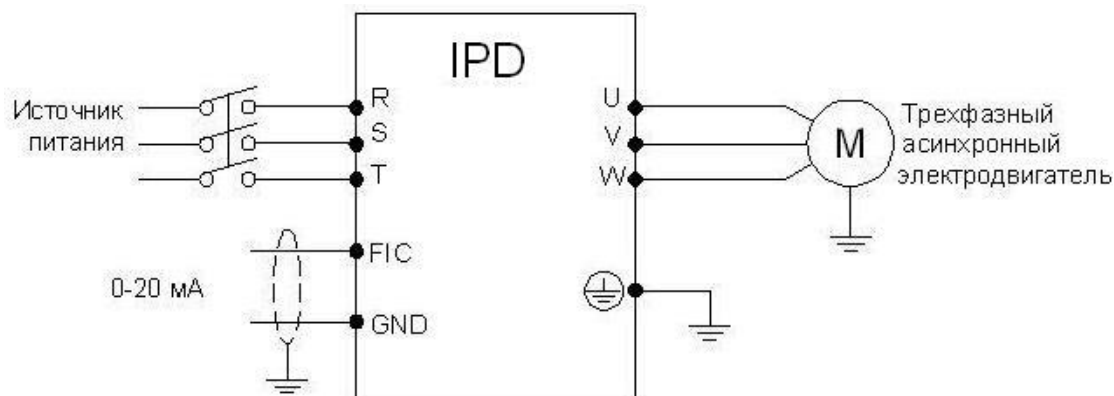 IPD
Источник
питания
R
S
T
U
V
W
M
Трехфазный
асинхронный
электродвигатель
FIC
0-20 мА
GND